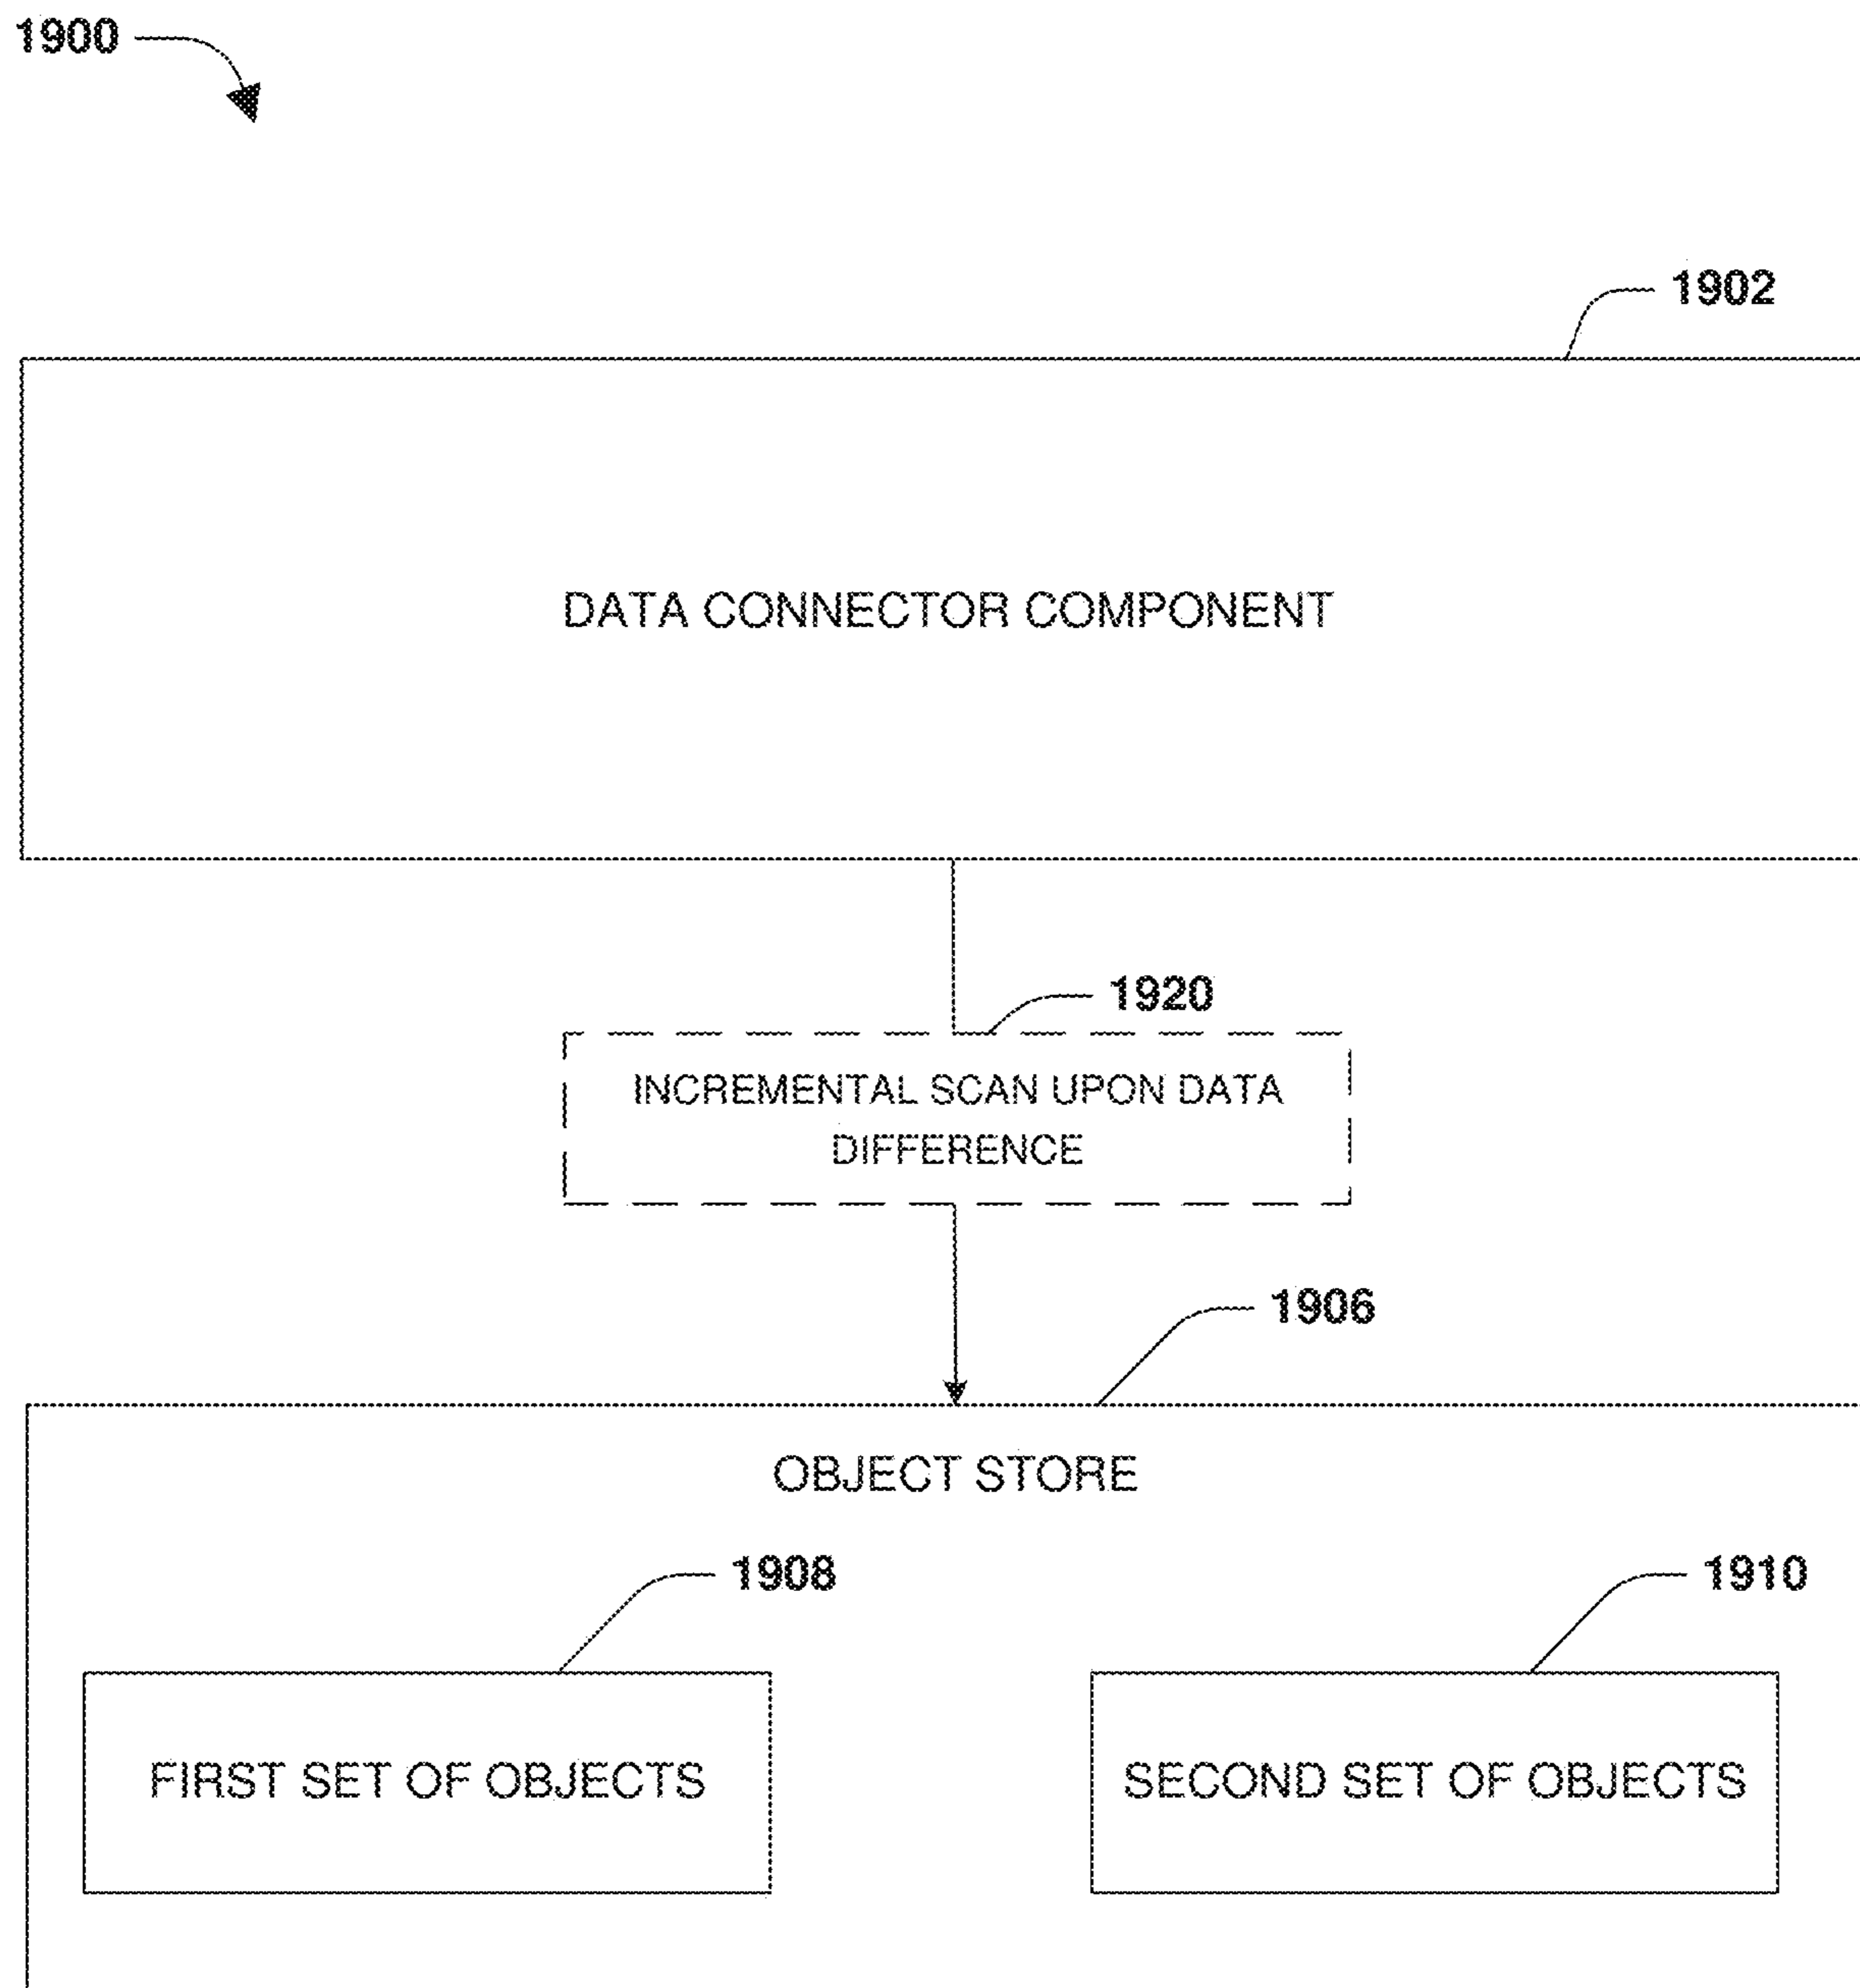 1900
1902
DATA CONNECTOR COMPONENT
1920
INCREMENTAL SCAN UPON DATA
DIFFERENCE
1906
OBJECT STORE
1908
1910
FIRST SET OF OBJECTS
SECOND SET OF OBJECTS